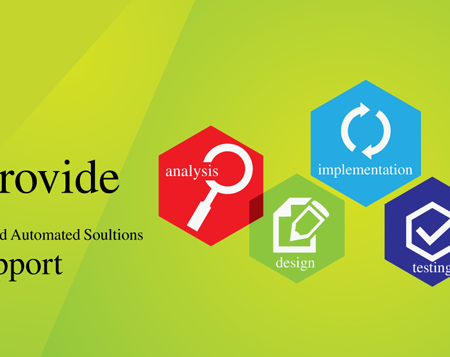 rovide
d Automated Soultions
pport
analysis
implementation
design
testing